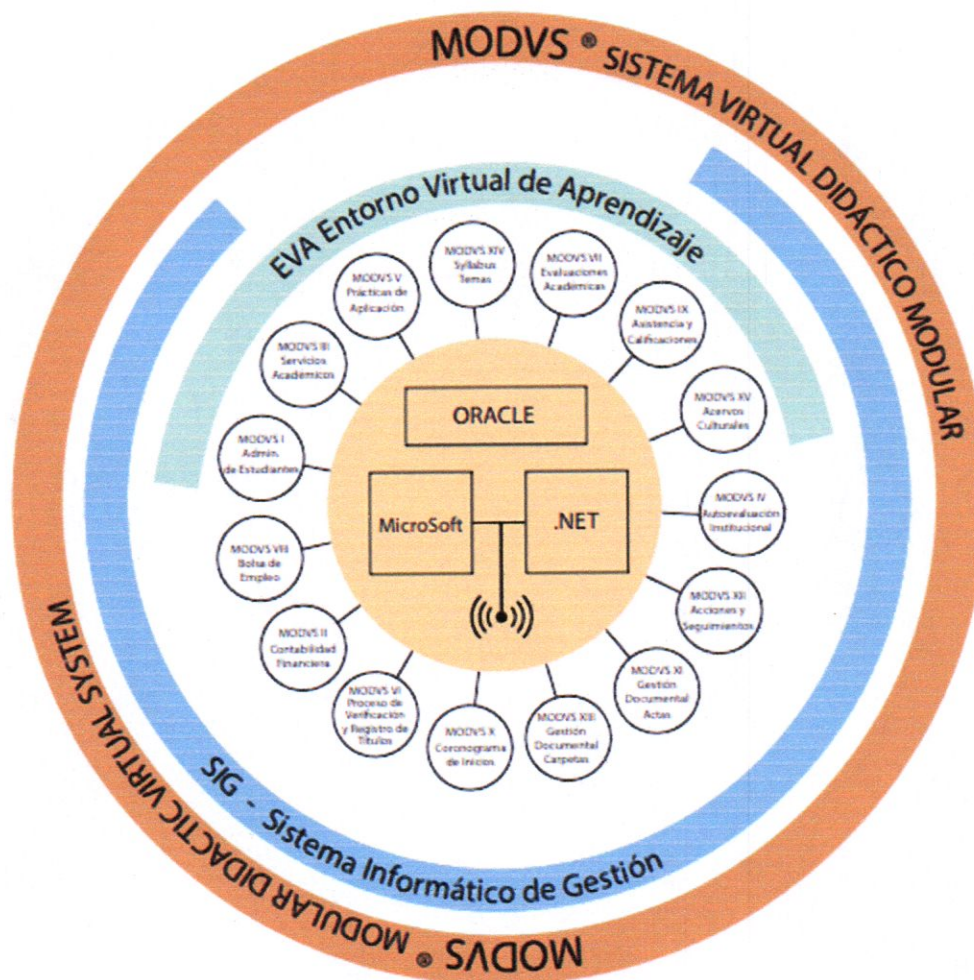 MODVS ® SISTEMA VIRTUAL DIDÁCTICO MODULAR
EVA Entorno Virtual de Aprendizaje
MODVS XIV
Syllabus
Temas
MODVS VII
Evaluaciones
Académicas
MODVS IX
Asistencia y
Calificaciones
MODVS XV
Acervos
Culturales
MODVS IV
Autoevaluación
Institucional
MODVS XII
Acciones y
Seguimientos
MODVS XI
Gestión
Documental
Actas
MODVS XIII
Gestión
Documental
Carpetas
MODVS X
Coronograma
de Inicios
MODVS VI
Proceso de
Verificación
y Registro de
Títulos
MODVS II
Contabilidad
Financiera
MODVS VIII
Bolsa de
Empleo
MODVS I
Admin.
de Estudiantes
MODVS III
Servicios
Académicos
MODVS V
Prácticas de
Aplicación
ORACLE
MicroSoft
.NET
SIG - Sistema Informático de Gestión
MODVS ® MODULAR DIDACTIC VIRTUAL SYSTEM